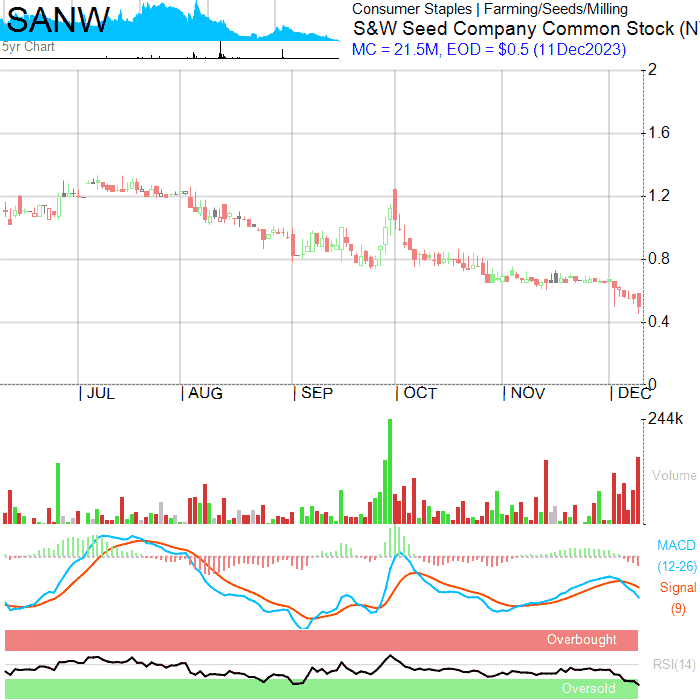 SANW
Consumer Staples | Farming/Seeds/Milling
S&W Seed Company Common Stock (N
5yr Chart
MC = 21.5M, EOD = $0.5 (11Dec2023)
2
1.6
1.2
0.8
0.4
0
| JUL | AUG | SEP | OCT | NOV | DEC
244k
Volume
MACD
(12-26)
Signal
(9)
Overbought
RSI(14)
Oversold